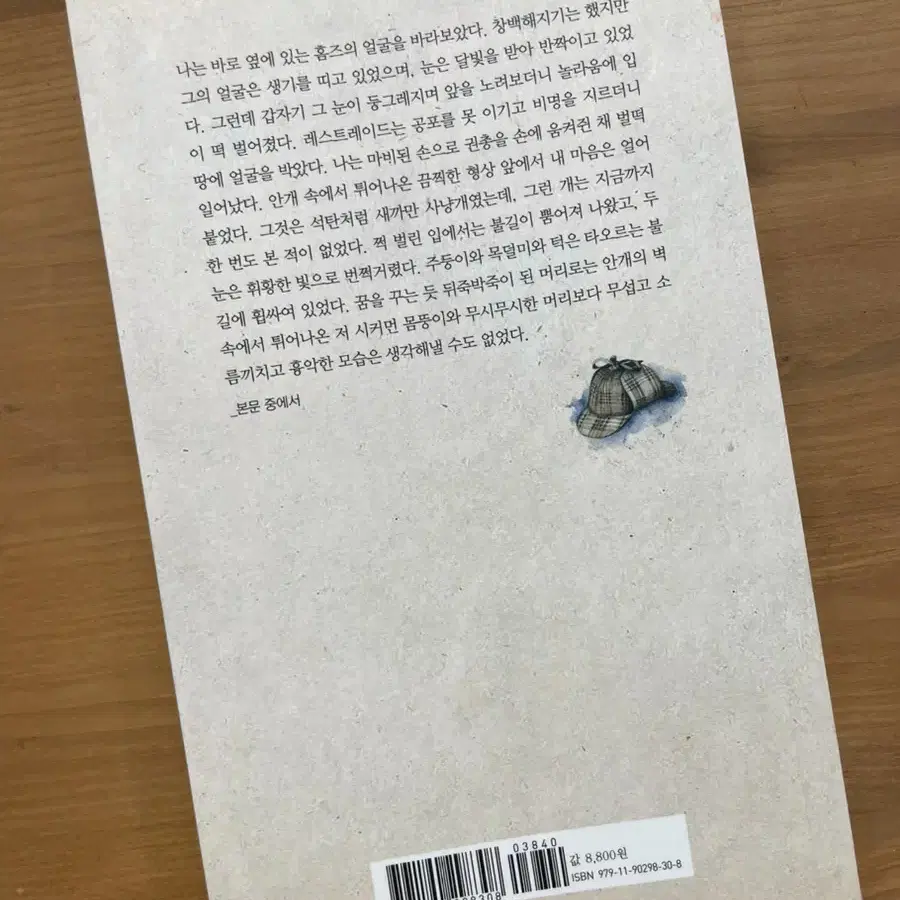 나는 바로 옆에 있는 홈즈의 얼굴을 바라보았다. 창백해지기는 했지만
그의 얼굴은 생기를 띠고 있었으며, 눈은 달빛을 받아 반짝이고 있었
다. 그런데 갑자기 그 눈이 둥그레지며 앞을 노려보더니 놀라움에 입
이 떡 벌어졌다. 레스트레이드는 공포를 못 이기고 비명을 지르더니
땅에 얼굴을 박았다. 나는 마비된 손으로 권총을 손에 움켜쥔 채 벌떡
일어났다. 안개 속에서 튀어나온 끔찍한 형상 앞에서 내 마음은 얼어
붙었다. 그것은 석탄처럼 새까만 사냥개였는데, 그런 개는 지금까지
한 번도 본 적이 없었다. 쩍 벌린 입에서는 불길이 뿜어져 나왔고, 두
눈은 휘황한 빛으로 번쩍거렸다. 주둥이와 목덜미와 턱은 타오르는 불
길에 휩싸여 있었다. 꿈을 꾸는 듯 뒤죽박죽이 된 머리로는 안개의 벽
속에서 튀어나온 저 시커먼 몸뚱이와 무시무시한 머리보다 무섭고 소
름끼치고 흉악한 모습은 생각해낼 수도 없었다.
_본문 중에서
03840
값 8,800원
ISBN 979-11-90298-30-8